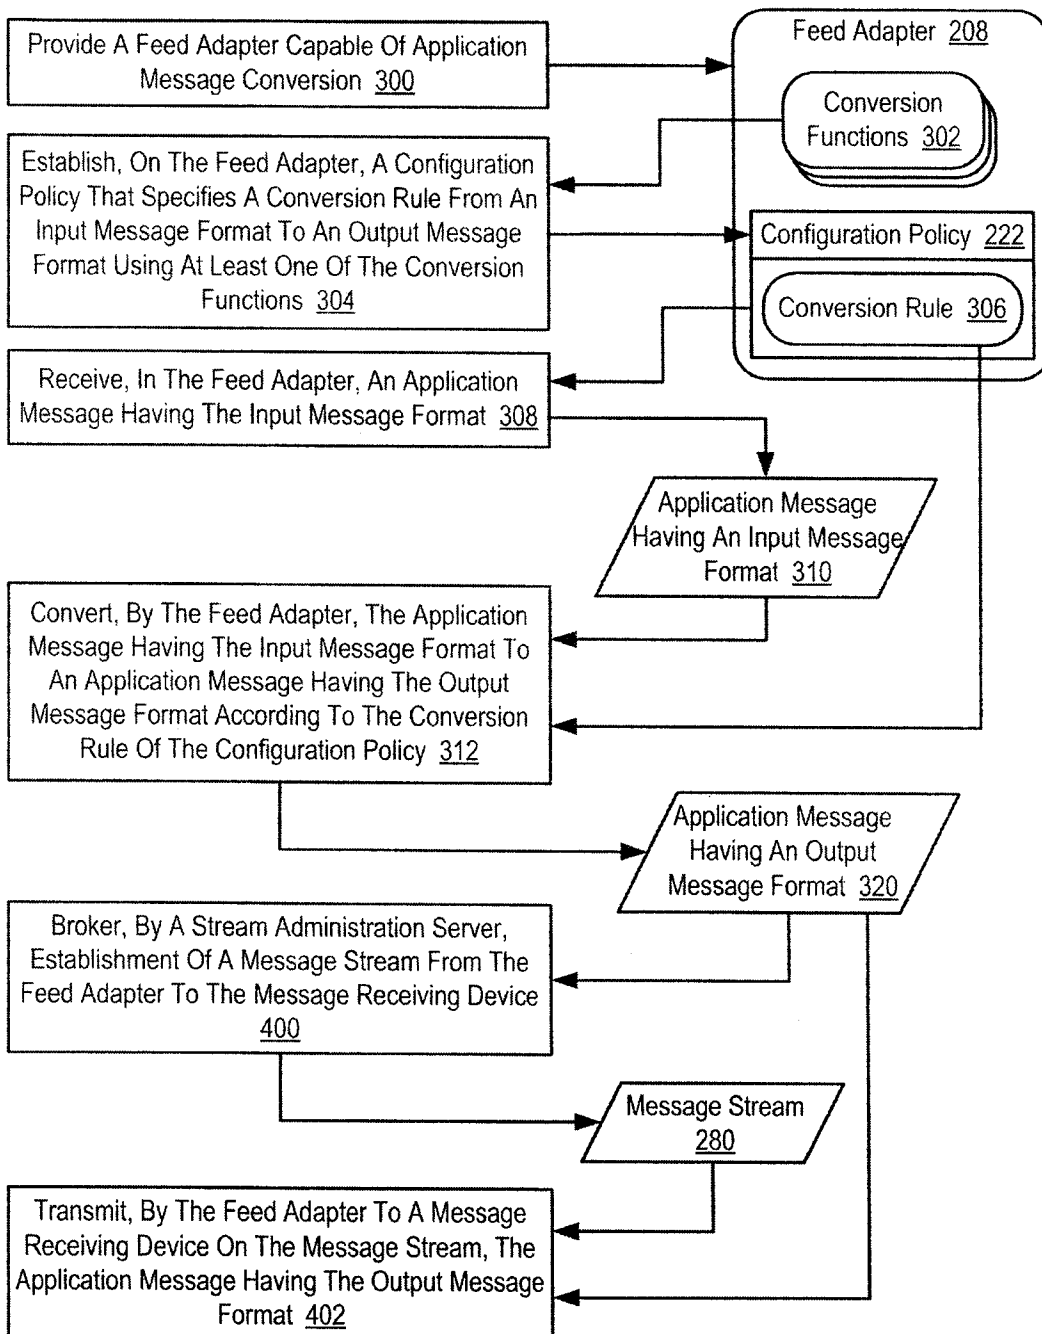 Provide A Feed Adapter Capable Of Application
Message Conversion 300
Feed Adapter 208
Conversion
Functions 302
Establish, On The Feed Adapter, A Configuration
Policy That Specifies A Conversion Rule From An
Input Message Format To An Output Message
Format Using At Least One Of The Conversion
Functions 304
Configuration Policy 222
Conversion Rule 306
Receive, In The Feed Adapter, An Application
Message Having The Input Message Format 308
Application Message
Having An Input Message
Format 310
Convert, By The Feed Adapter, The Application
Message Having The Input Message Format To
An Application Message Having The Output
Message Format According To The Conversion
Rule Of The Configuration Policy 312
Application Message
Having An Output
Message Format 320
Broker, By A Stream Administration Server,
Establishment Of A Message Stream From The
Feed Adapter To The Message Receiving Device
400
Message Stream
280
Transmit, By The Feed Adapter To A Message
Receiving Device On The Message Stream, The
Application Message Having The Output Message
Format 402